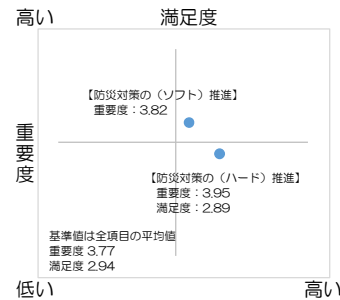 高い
満足度
【防災対策の（ソフト）推進】
重要度：3.82
重要度
【防災対策の（ハード）推進】
重要度：3.95
満足度：2.89
基準値は全項目の平均値
重要度 3.77
満足度 2.94
低い
高い